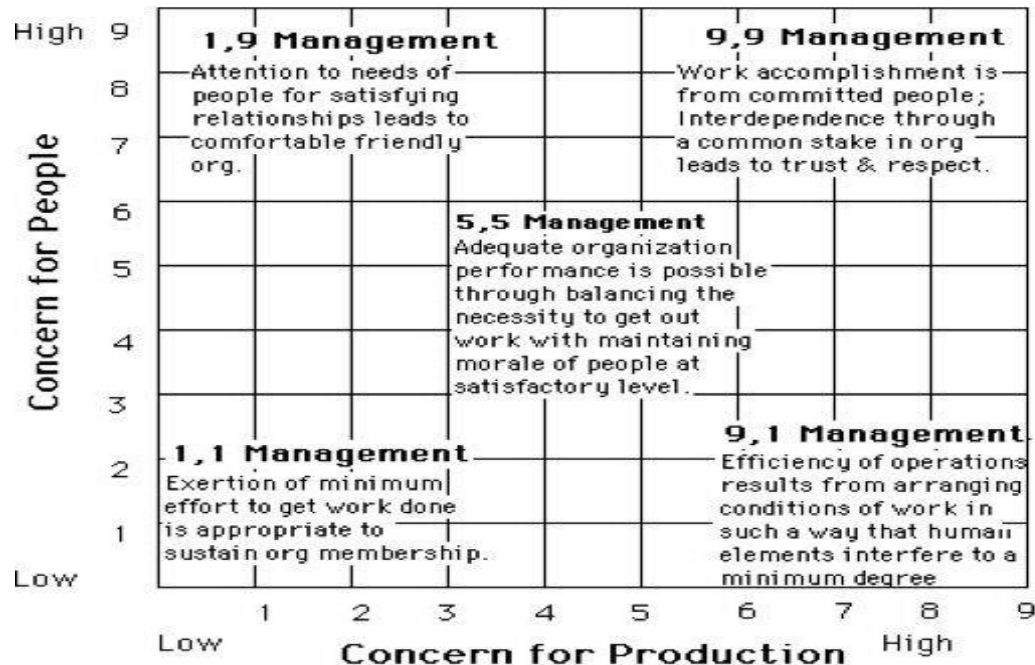 High 9
8
7
6
5
4
3
2
1
Low
Concern for People
1,9 Management
Attention to needs of
people for satisfying
relationships leads to
comfortable friendly
org.
9,9 Management
Work accomplishment is
from committed people;
Interdependence through
a common stake in org
leads to trust & respect.
5,5 Management
Adequate organization
performance is possible
through balancing the
necessity to get out
work with maintaining
morale of people at
satisfactory level.
1,1 Management
Exertion of minimum
effort to get work done
is appropriate to
sustain org membership.
9,1 Management
Efficiency of operations
results from arranging
conditions of work in
such a way that human
elements interfere to a
minimum degree
1 2 3 4 5 6 7 8 9
Low High
Concern for Production